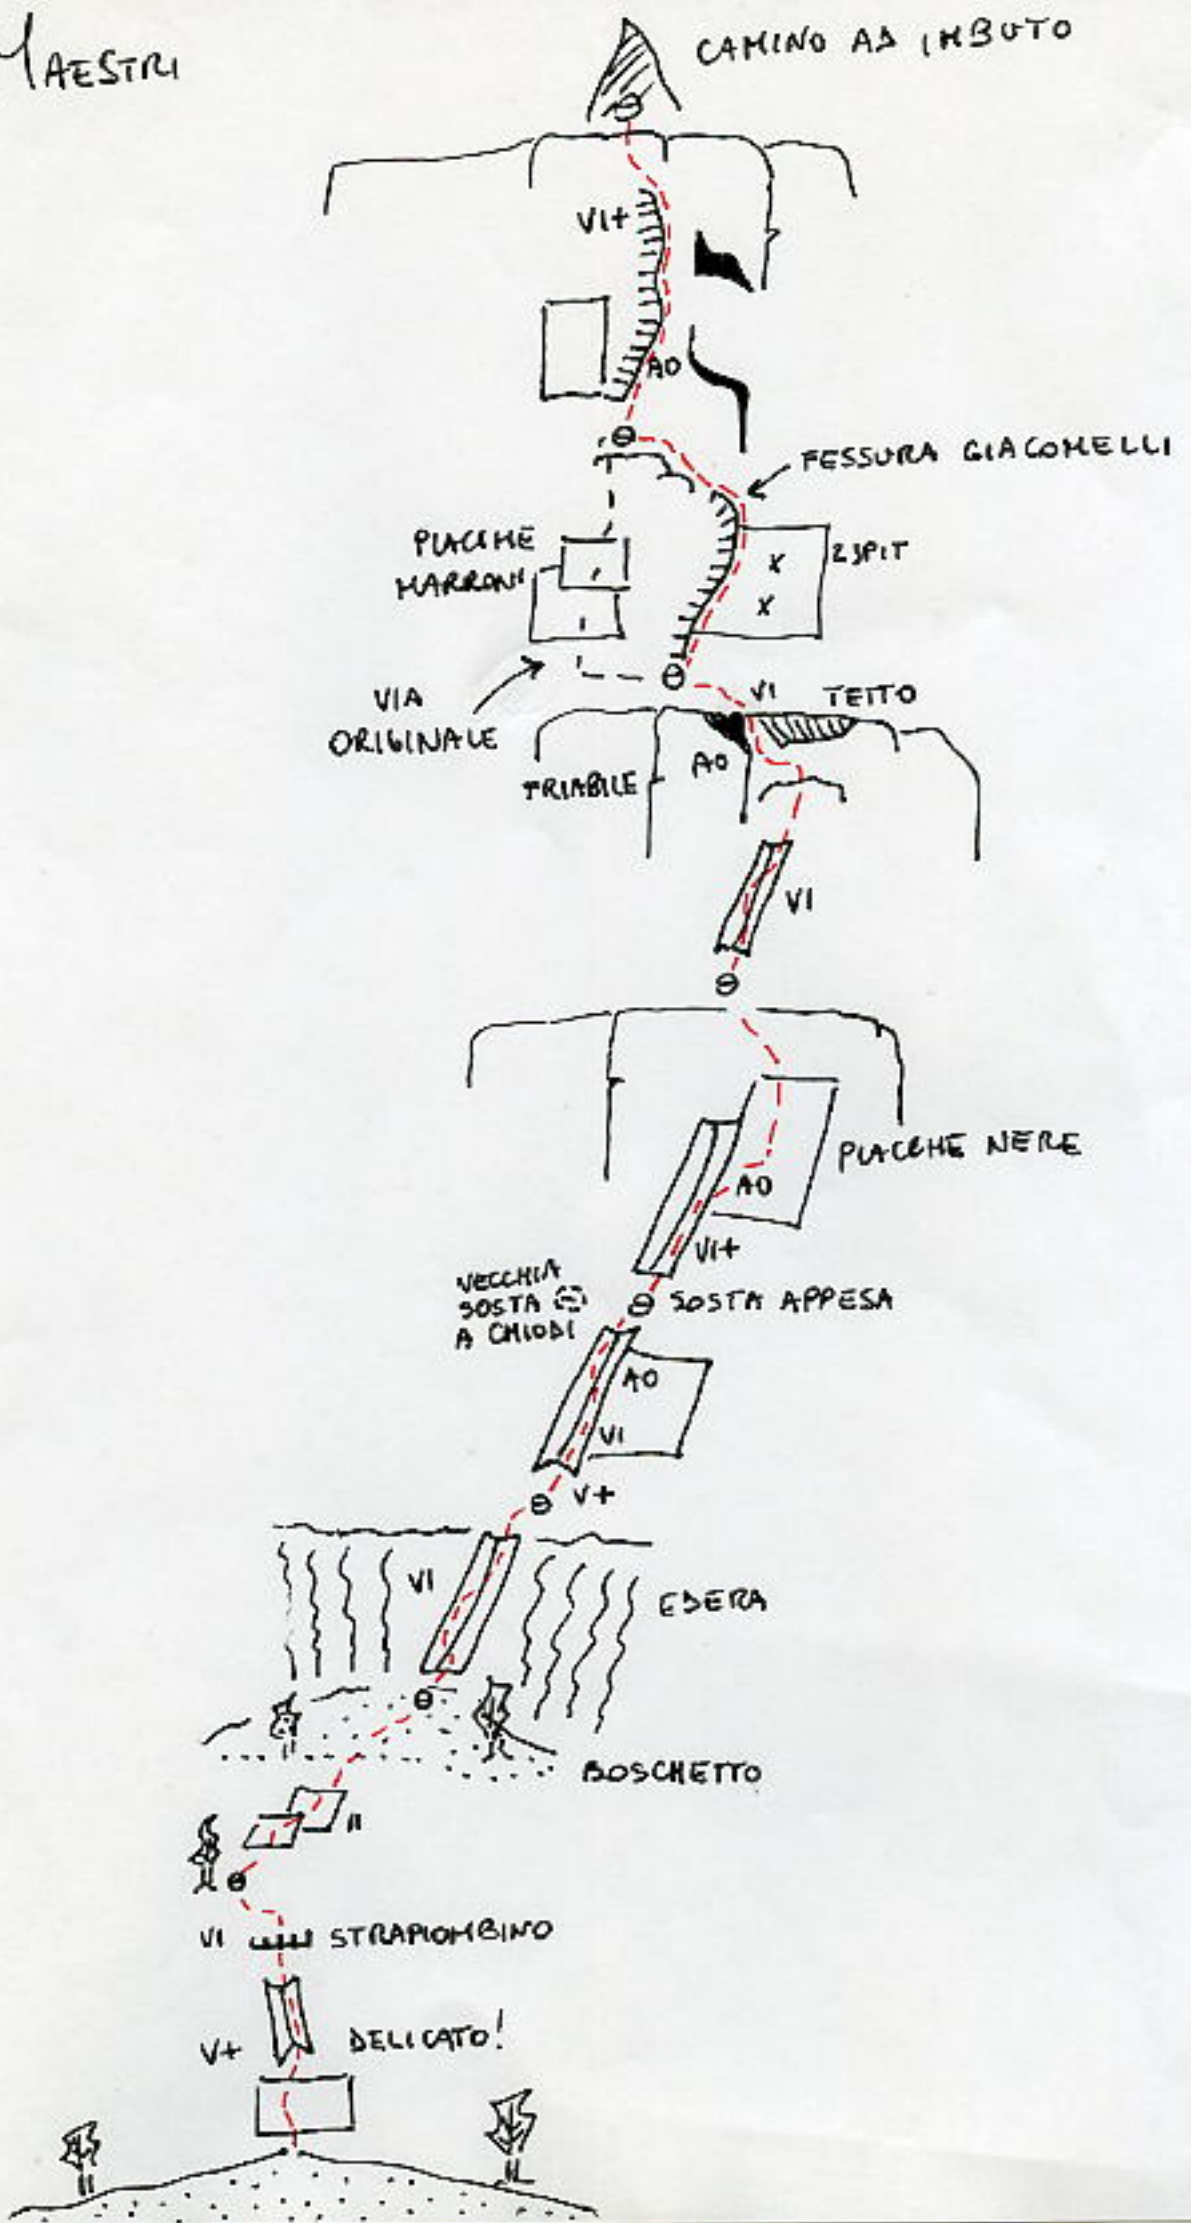 MAESTRI
CAMINO AD IMBUTO
VI+
A0
FESSURA GIACOMELLI
PLACCHE
MARRONI
2 SPIT
X
X
VIA
ORIGINALE
VI
TETTO
FRIABILE
A0
VI
PLACCHE NERE
A0
VI+
VECCHIA
SOSTA
A CHIODI
SOSTA APPESA
A0
VI
V+
VI
EDERA
BOSCHETTO
II
VI
STRAPIOMBINO
V+
DELICATO!